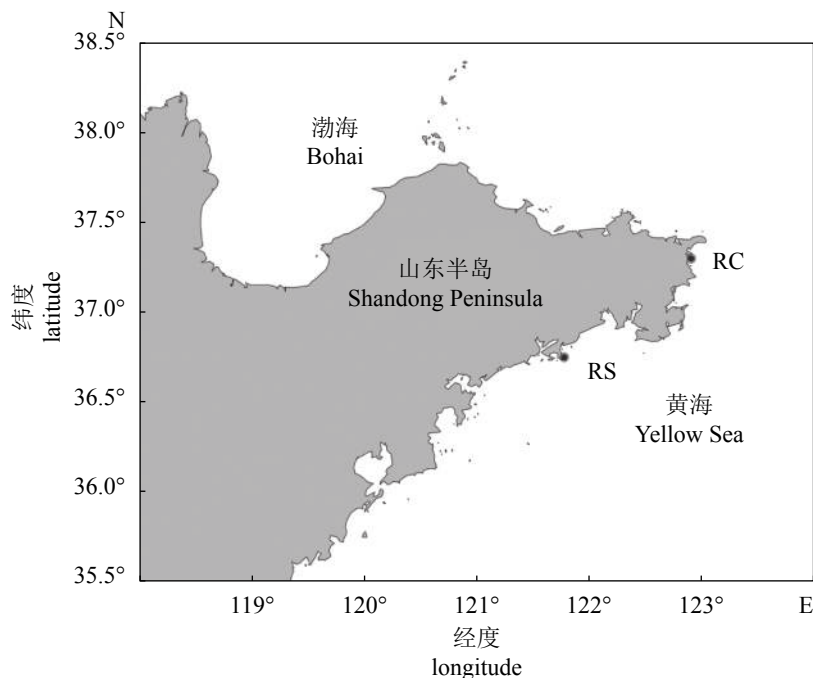 N
38.5°
38.0°
37.5°
37.0°
36.5°
36.0°
35.5°
纬度
latitude
渤海
Bohai
山东半岛
Shandong Peninsula
RC
RS
黄海
Yellow Sea
119°
120°
121°
122°
123°
E
经度
longitude